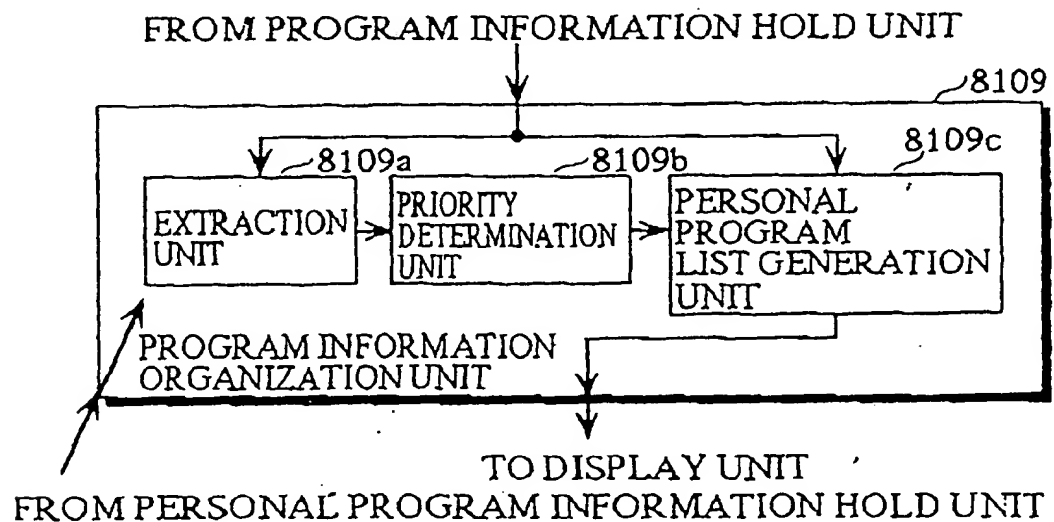 FROM PROGRAM INFORMATION HOLD UNIT
8109
8109a
8109b
8109c
EXTRACTION
UNIT
PRIORITY
DETERMINATION
UNIT
PERSONAL
PROGRAM
LIST GENERATION
UNIT
PROGRAM INFORMATION
ORGANIZATION UNIT
TO DISPLAY UNIT
FROM PERSONAL PROGRAM INFORMATION HOLD UNIT